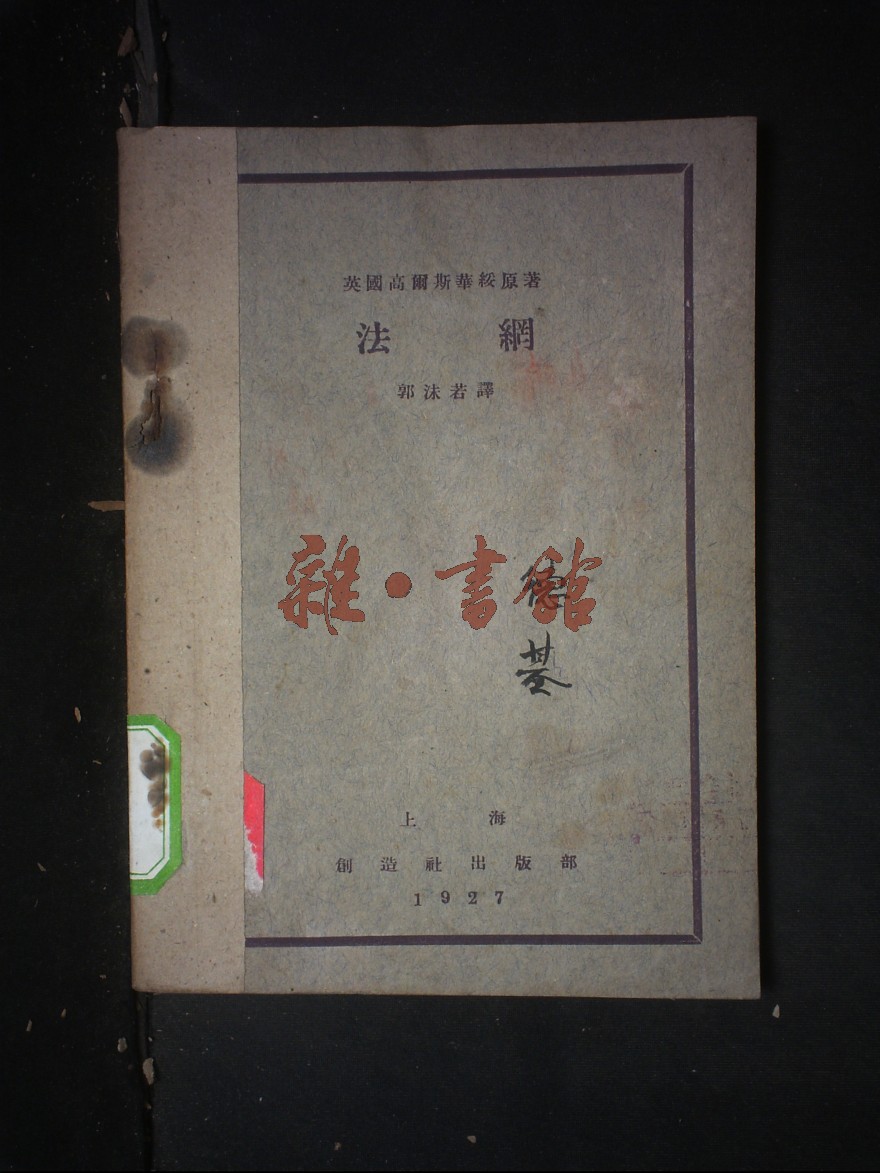 英國高爾斯華綏原著
法 網
郭沫若譯
雜·書館
上 海
創造社出版部
1927